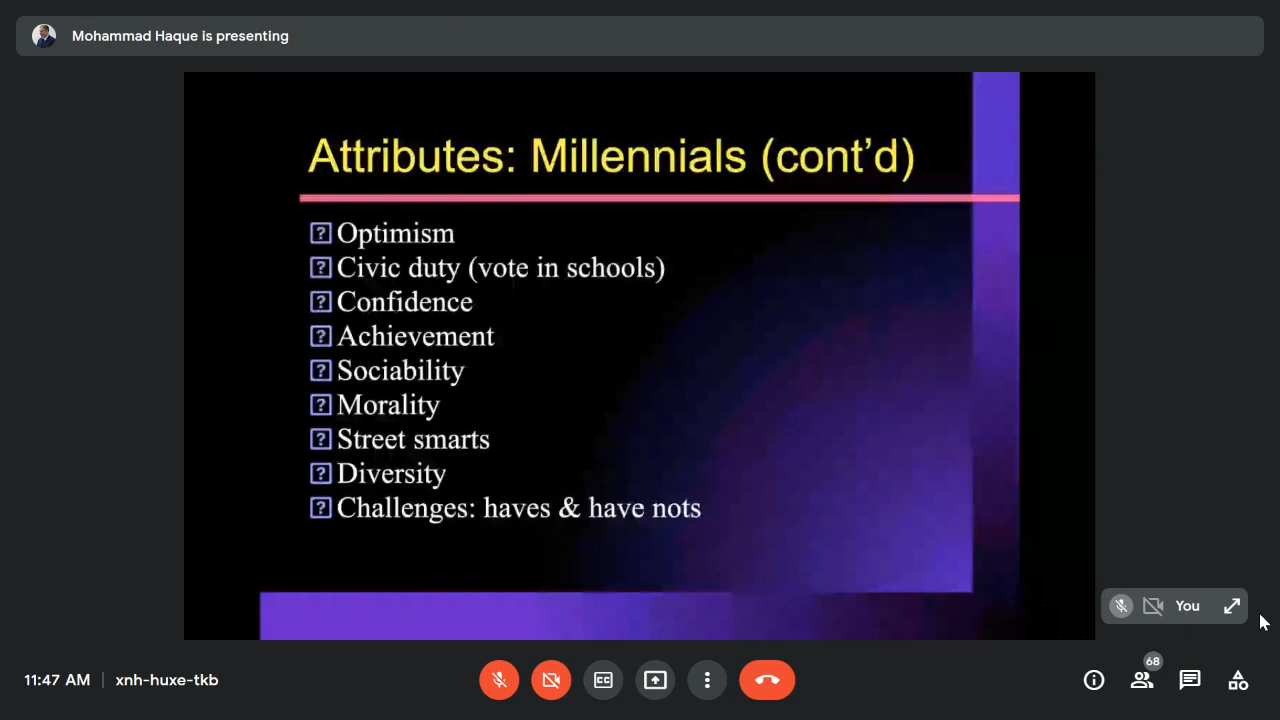 Mohammad Haque is presenting
Attributes: Millennials (cont’d)
? Optimism
? Civic duty (vote in schools)
? Confidence
? Achievement
? Sociability
? Morality
? Street smarts
? Diversity
? Challenges: haves & have nots
You
68
11:47 AM | xnh-huxe-tkb
CC